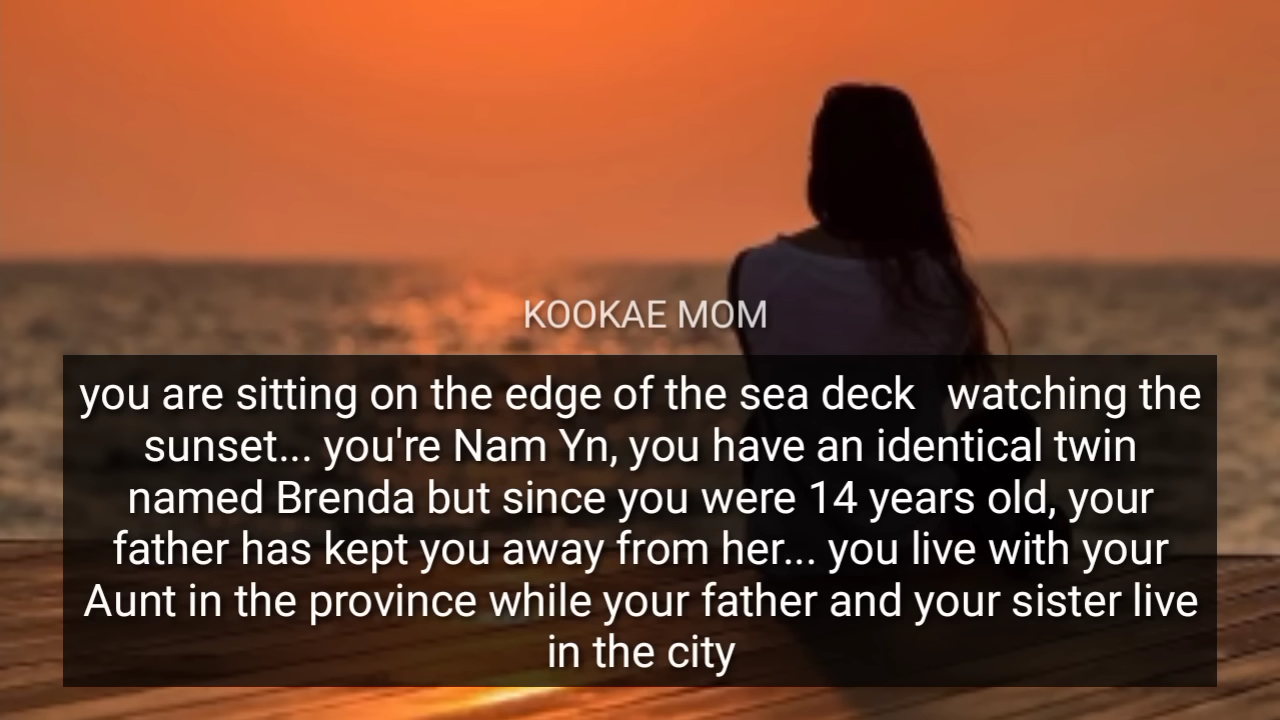 KOOKAE MOM
you are sitting on the edge of the sea deck   watching the
sunset... you're Nam Yn, you have an identical twin
named Brenda but since you were 14 years old, your
father has kept you away from her... you live with your
Aunt in the province while your father and your sister live
in the city